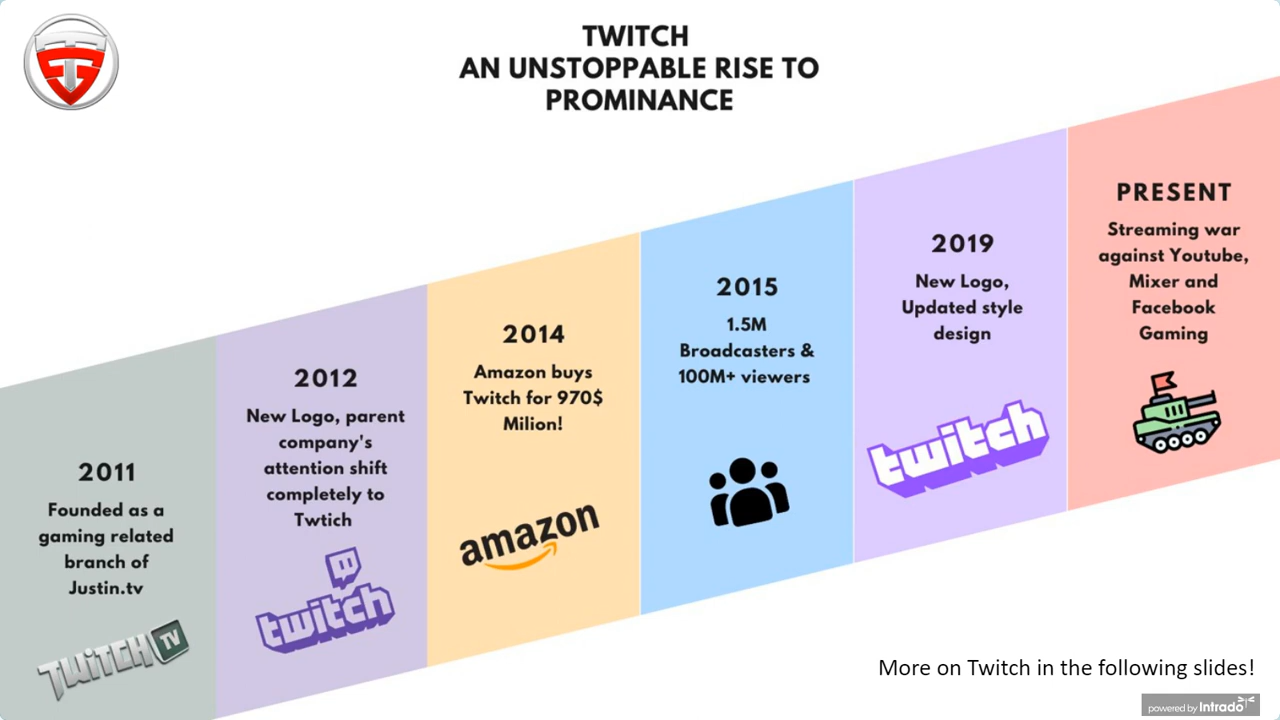 TWITCH
AN UNSTOPPABLE RISE TO
PROMINANCE
2011
Founded as a
gaming related
branch of
Justin.tv
TWiTCH TV
2012
New Logo, parent
company's
attention shift
completely to
Twtich
twitch
2014
Amazon buys
Twitch for 970$
Milion!
amazon
2015
1.5M
Broadcasters &
100M+ viewers
2019
New Logo,
Updated style
design
twitch
PRESENT
Streaming war
against Youtube,
Mixer and
Facebook
Gaming
More on Twitch in the following slides!
powered by Intrado